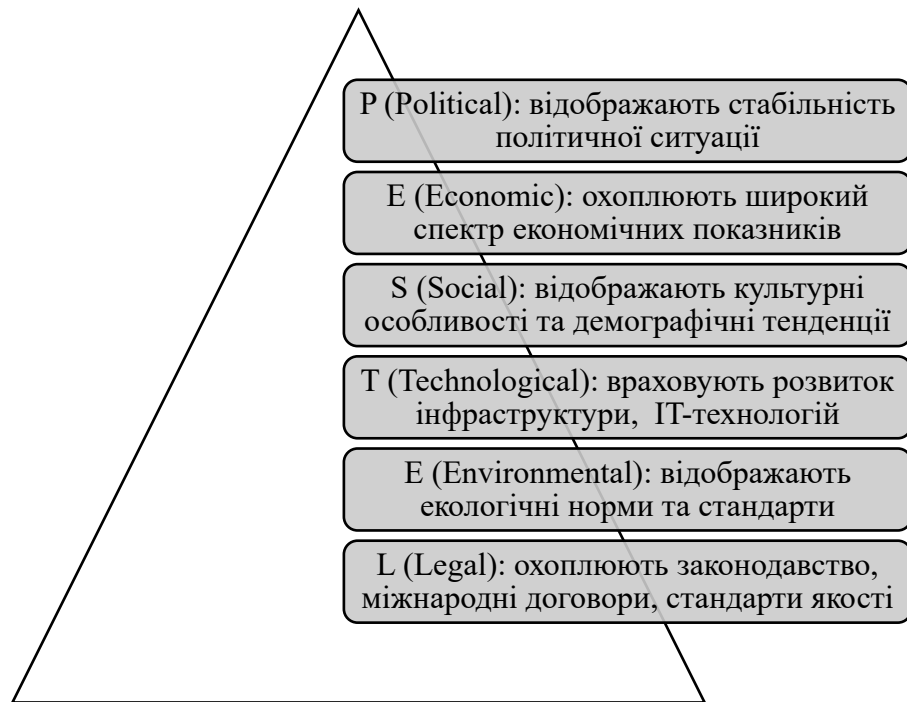 P (Political): відображають стабільність
політичної ситуації
E (Economic): охоплюють широкий
спектр економічних показників
S (Social): відображають культурні
особливості та демографічні тенденції
T (Technological): враховують розвиток
інфраструктури, ІТ-технологій
E (Environmental): відображають
екологічні норми та стандарти
L (Legal): охоплюють законодавство,
міжнародні договори, стандарти якості